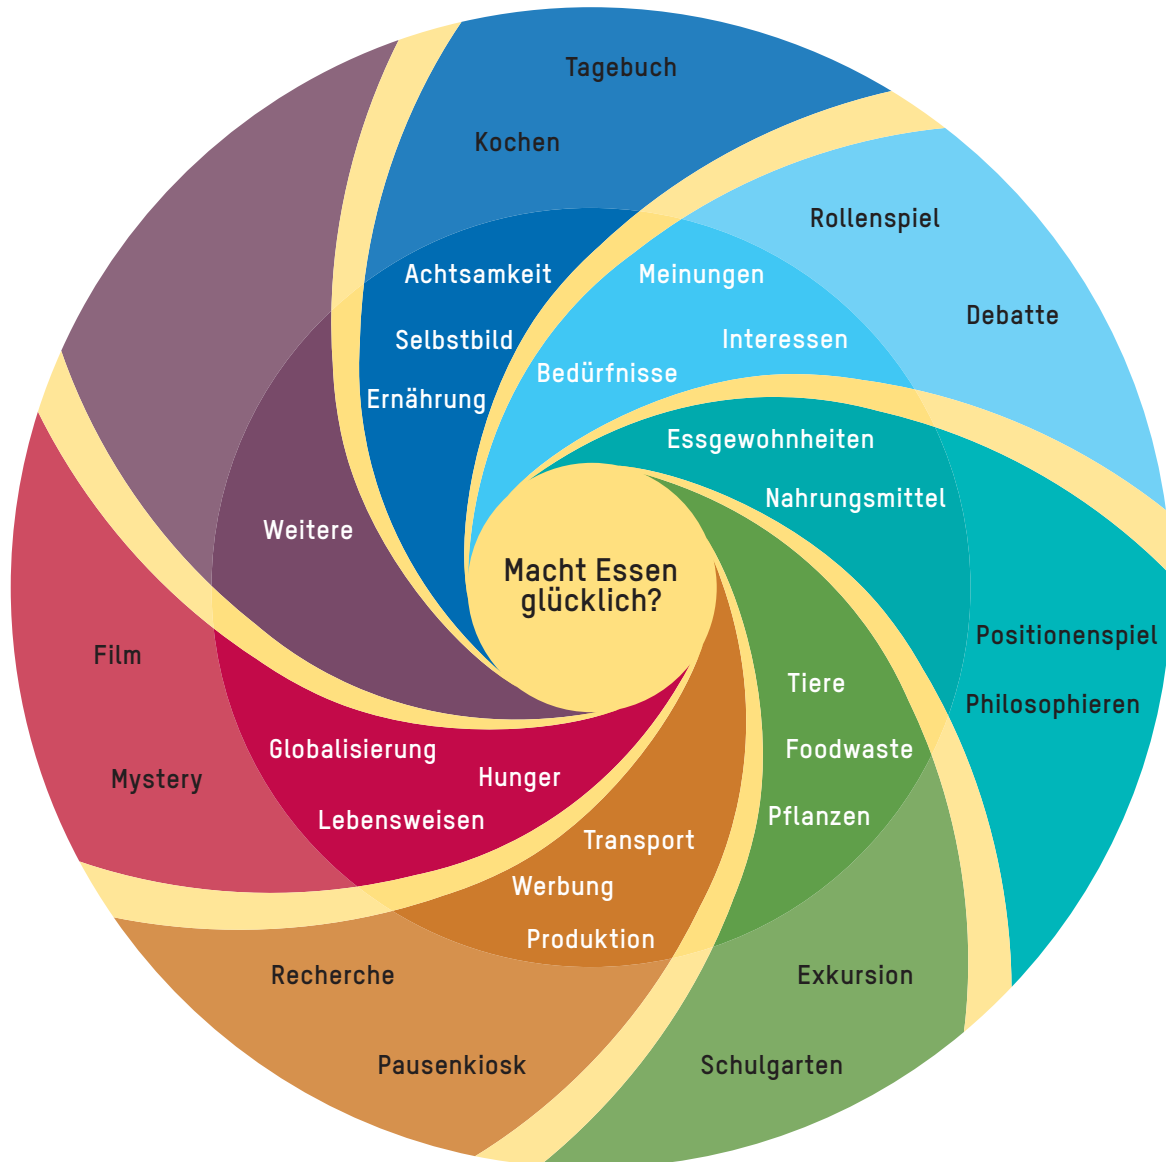 Tagebuch
Kochen
Rollenspiel
Achtsamkeit
Meinungen
Debatte
Selbstbild
Interessen
Bedürfnisse
Ernährung
Essgewohnheiten
Nahrungsmittel
Weitere
Macht Essen
glücklich?
Positionenspiel
Film
Tiere
Philosophieren
Globalisierung
Foodwaste
Mystery
Hunger
Lebensweisen
Pflanzen
Transport
Werbung
Produktion
Recherche
Exkursion
Pausenkiosk
Schulgarten